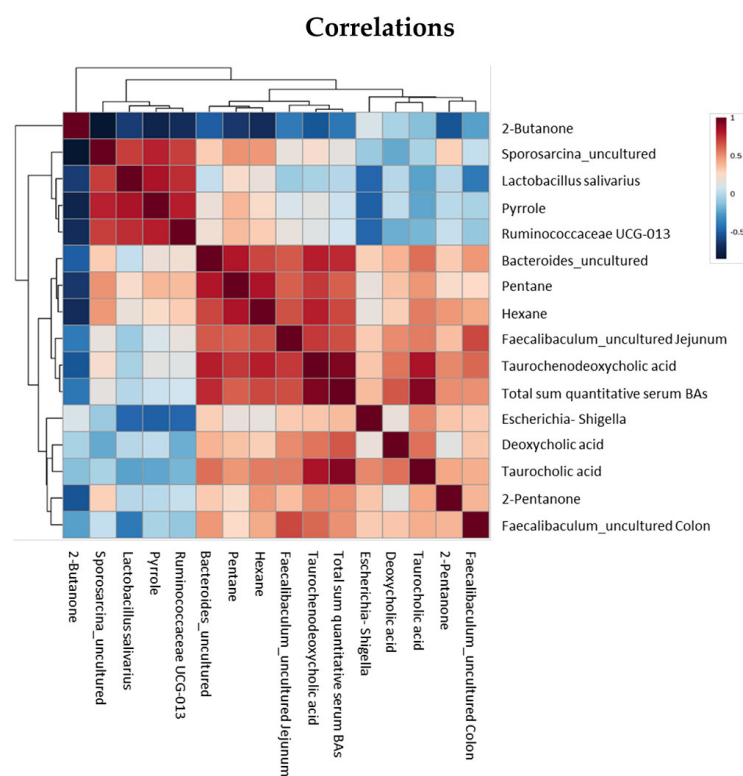 Correlations
2-Butanone
Sporosarcina_uncultured
Lactobacillus salivarius
Pyrrole
Ruminococcaceae UCG-013
Bacteroides_uncultured
Pentane
Hexane
Faecalibaculum_uncultured Jejunum
Taurochenodeoxycholic acid
Total sum quantitative serum BAs
Escherichia- Shigella
Deoxycholic acid
Taurocholic acid
2-Pentanone
Faecalibaculum_uncultured Colon
1
0.5
0
-0.5
2-Butanone
Sporosarcina_uncultured
Lactobacillus salivarius
Pyrrole
Ruminococcaceae UCG-013
Bacteroides_uncultured
Pentane
Hexane
Faecalibaculum_uncultured Jejunum
Taurochenodeoxycholic acid
Total sum quantitative serum BAs
Escherichia- Shigella
Deoxycholic acid
Taurocholic acid
2-Pentanone
Faecalibaculum_uncultured Colon